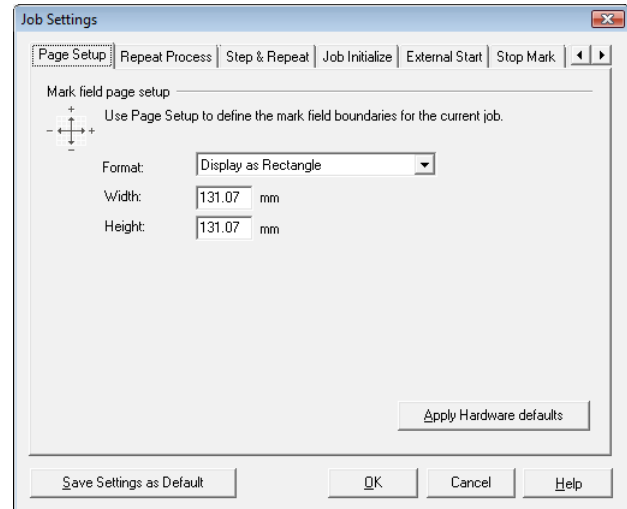 Job Settings
Page Setup Repeat Process Step & Repeat Job Initialize External Start Stop Mark
Mark field page setup
Use Page Setup to define the mark field boundaries for the current job.
Format: Display as Rectangle
Width: 131.07 mm
Height: 131.07 mm
Apply Hardware defaults
Save Settings as Default OK Cancel Help